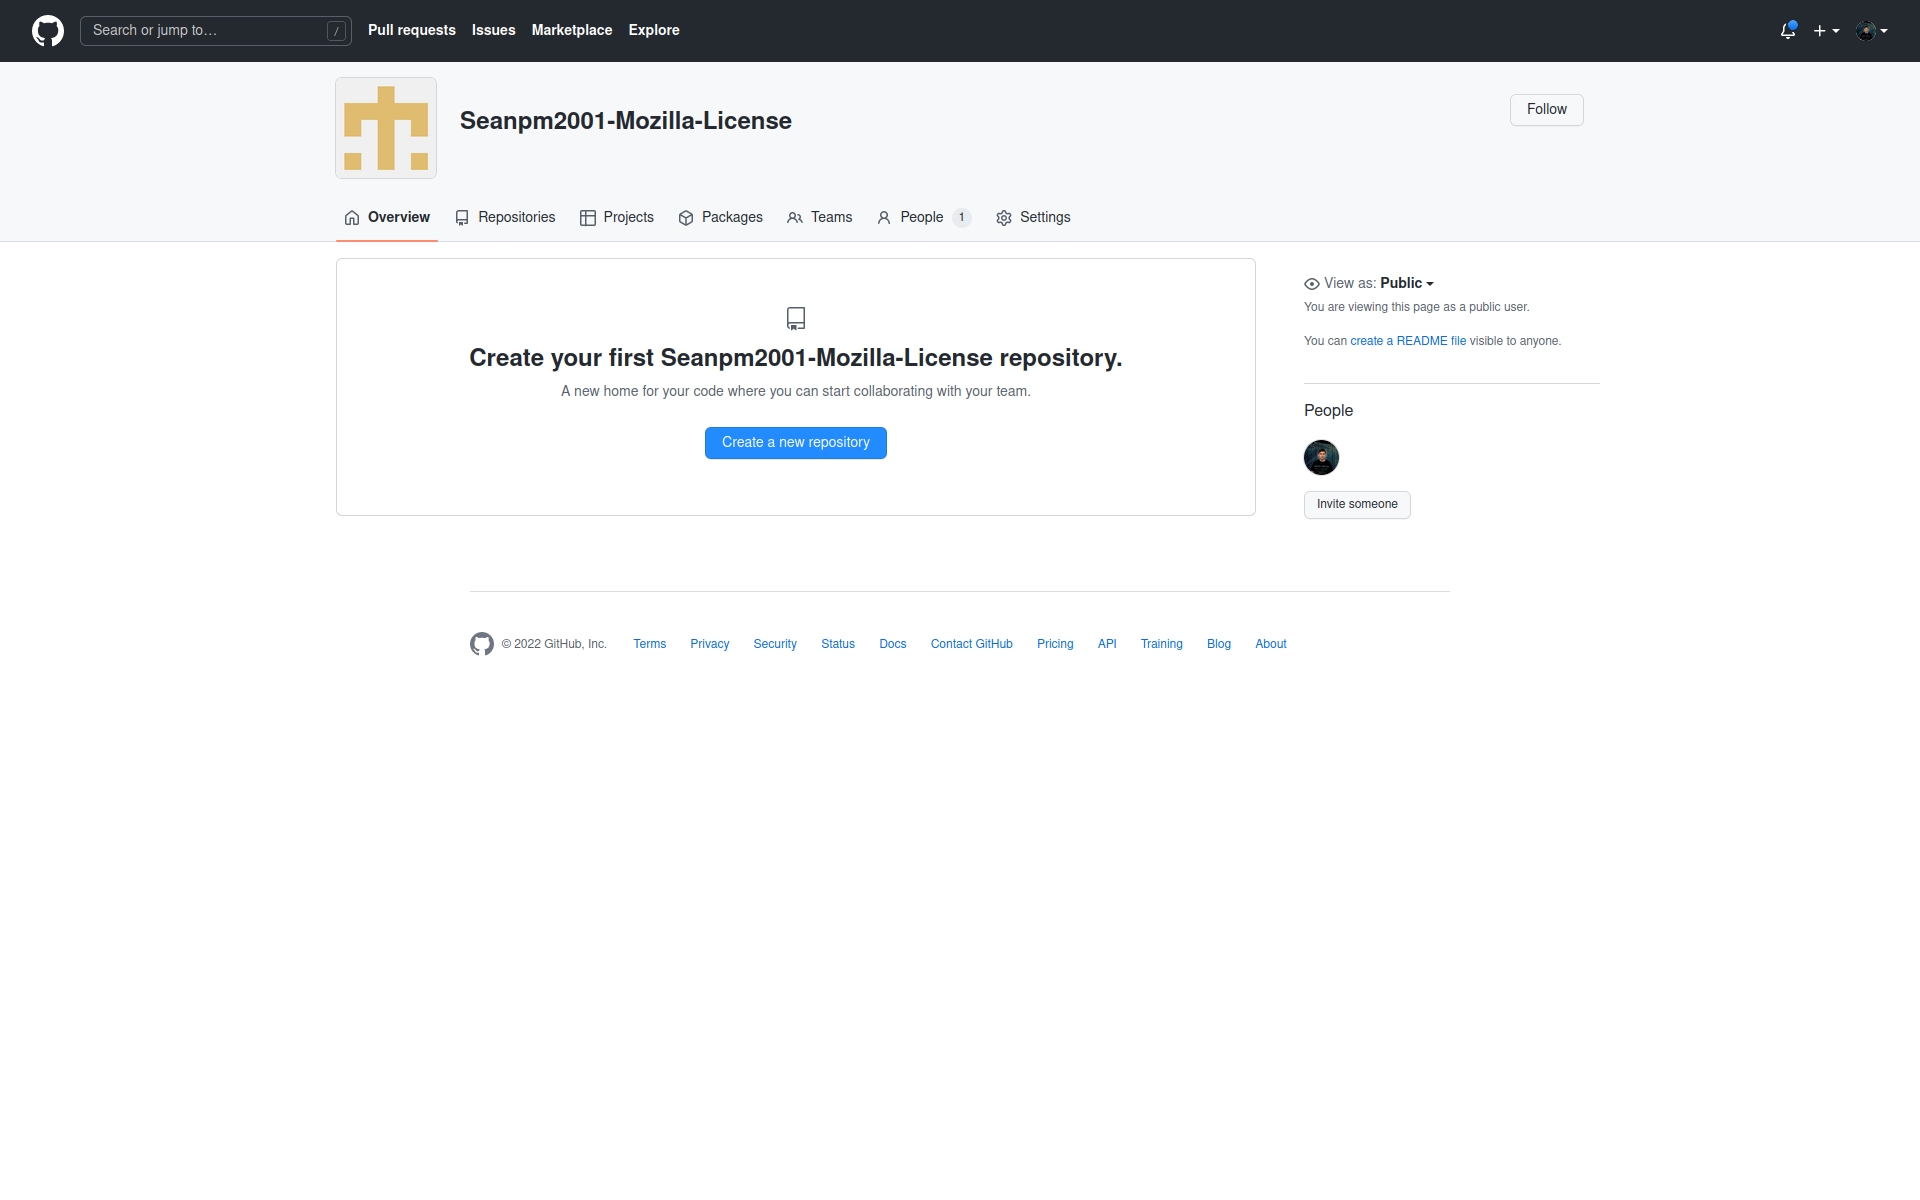 Search or jump to… /
Pull requests Issues Marketplace Explore
Seanpm2001-Mozilla-License
Follow
Overview Repositories Projects Packages Teams People 1 Settings
Create your first Seanpm2001-Mozilla-License repository.
A new home for your code where you can start collaborating with your team.
Create a new repository
View as: Public
You are viewing this page as a public user.
You can create a README file visible to anyone.
People
Invite someone
© 2022 GitHub, Inc. Terms Privacy Security Status Docs Contact GitHub Pricing API Training Blog About